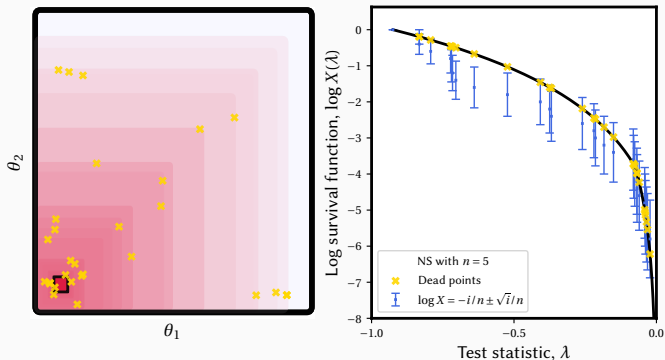 θ₂
θ₁
Log survival function, log X(λ)
0
−1
−2
−3
−4
−5
−6
−7
−8
NS with n = 5
Dead points
log X = −i/n ± √i/n
−1.0
−0.5
0.0
Test statistic, λ